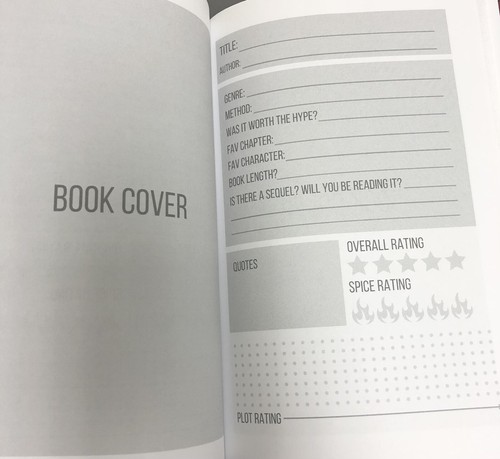 BOOK COVER
TITLE:
AUTHOR:
GENRE:
METHOD:
WAS IT WORTH THE HYPE?
FAV CHAPTER:
FAV CHARACTER:
BOOK LENGTH?
IS THERE A SEQUEL? WILL YOU BE READING IT?
QUOTES
OVERALL RATING
SPICE RATING
PLOT RATING